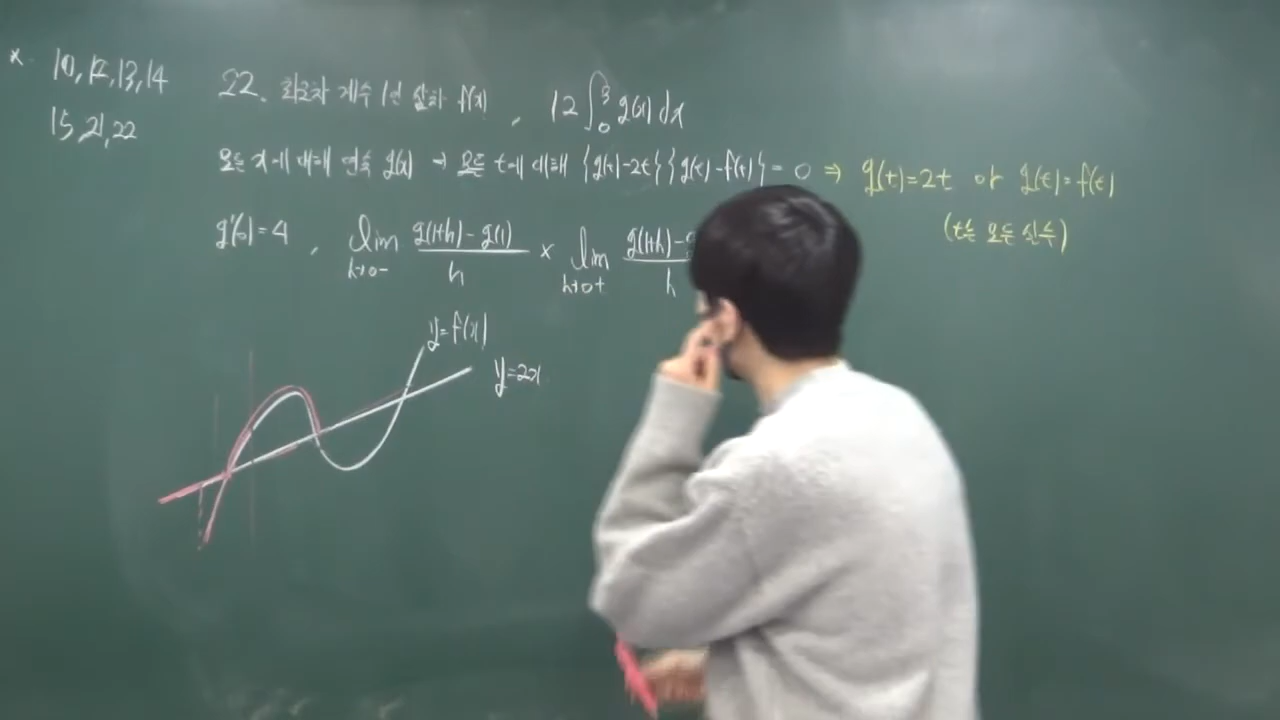 * 10, 12, 13, 14
15, 21, 22
22. 최고차 계수 1인 삼차 f(x), 12∫₀³ g(x) dx
모든 x에 대해 연속 g(x) → 모든 t에 대해 {g(t)-2t}{g(t)-f(t)}=0 ⇒ g(t)=2t or g(t)=f(t)
(t는 모든 실수)
g'(0)=4, lim h→0- g(1+h)-g(1) / h × lim h→0+ g(1+h)- / h
y=f(x)
y=2x